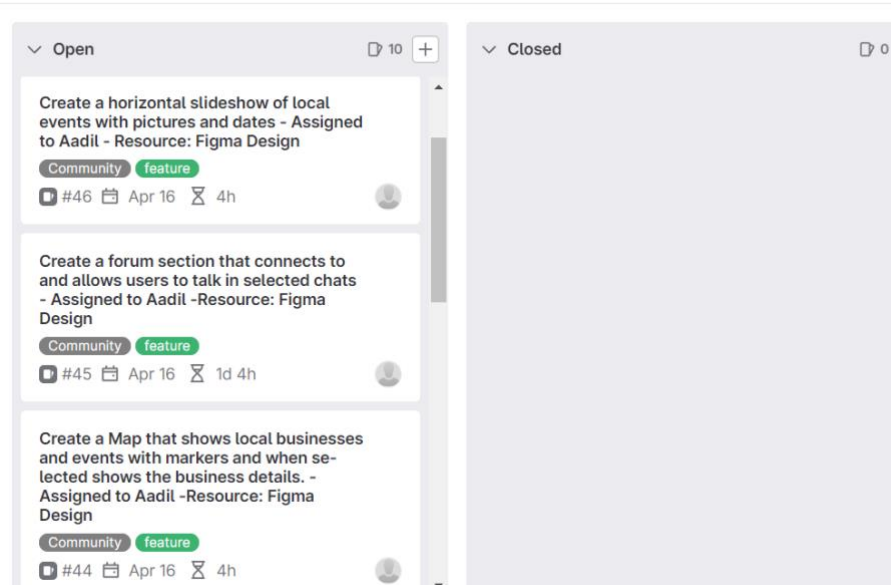 Open 10
Create a horizontal slideshow of local
events with pictures and dates - Assigned
to Aadil - Resource: Figma Design
Community feature
#46 Apr 16 4h
Create a forum section that connects to
and allows users to talk in selected chats
- Assigned to Aadil -Resource: Figma
Design
Community feature
#45 Apr 16 1d 4h
Create a Map that shows local businesses
and events with markers and when se-
lected shows the business details. -
Assigned to Aadil -Resource: Figma
Design
Community feature
#44 Apr 16 4h
Closed 0